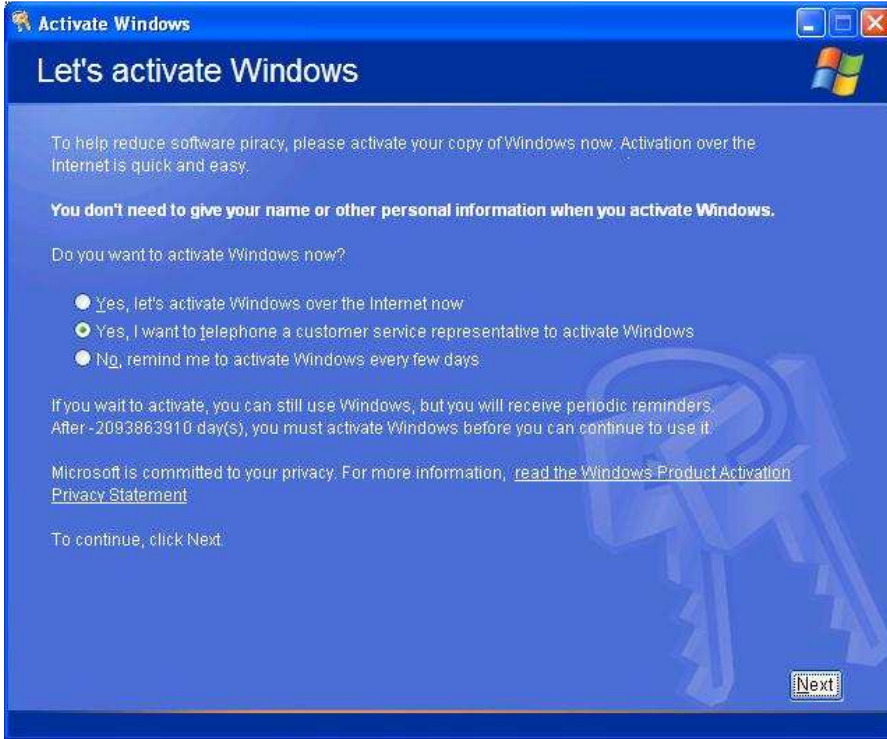 Activate Windows
Let's activate Windows
To help reduce software piracy, please activate your copy of Windows now. Activation over the
Internet is quick and easy.
You don't need to give your name or other personal information when you activate Windows.
Do you want to activate Windows now?
Yes, let's activate Windows over the Internet now
Yes, I want to telephone a customer service representative to activate Windows
No, remind me to activate Windows every few days
If you wait to activate, you can still use Windows, but you will receive periodic reminders.
After -2093863910 day(s), you must activate Windows before you can continue to use it.
Microsoft is committed to your privacy. For more information, read the Windows Product Activation
Privacy Statement
To continue, click Next.
Next